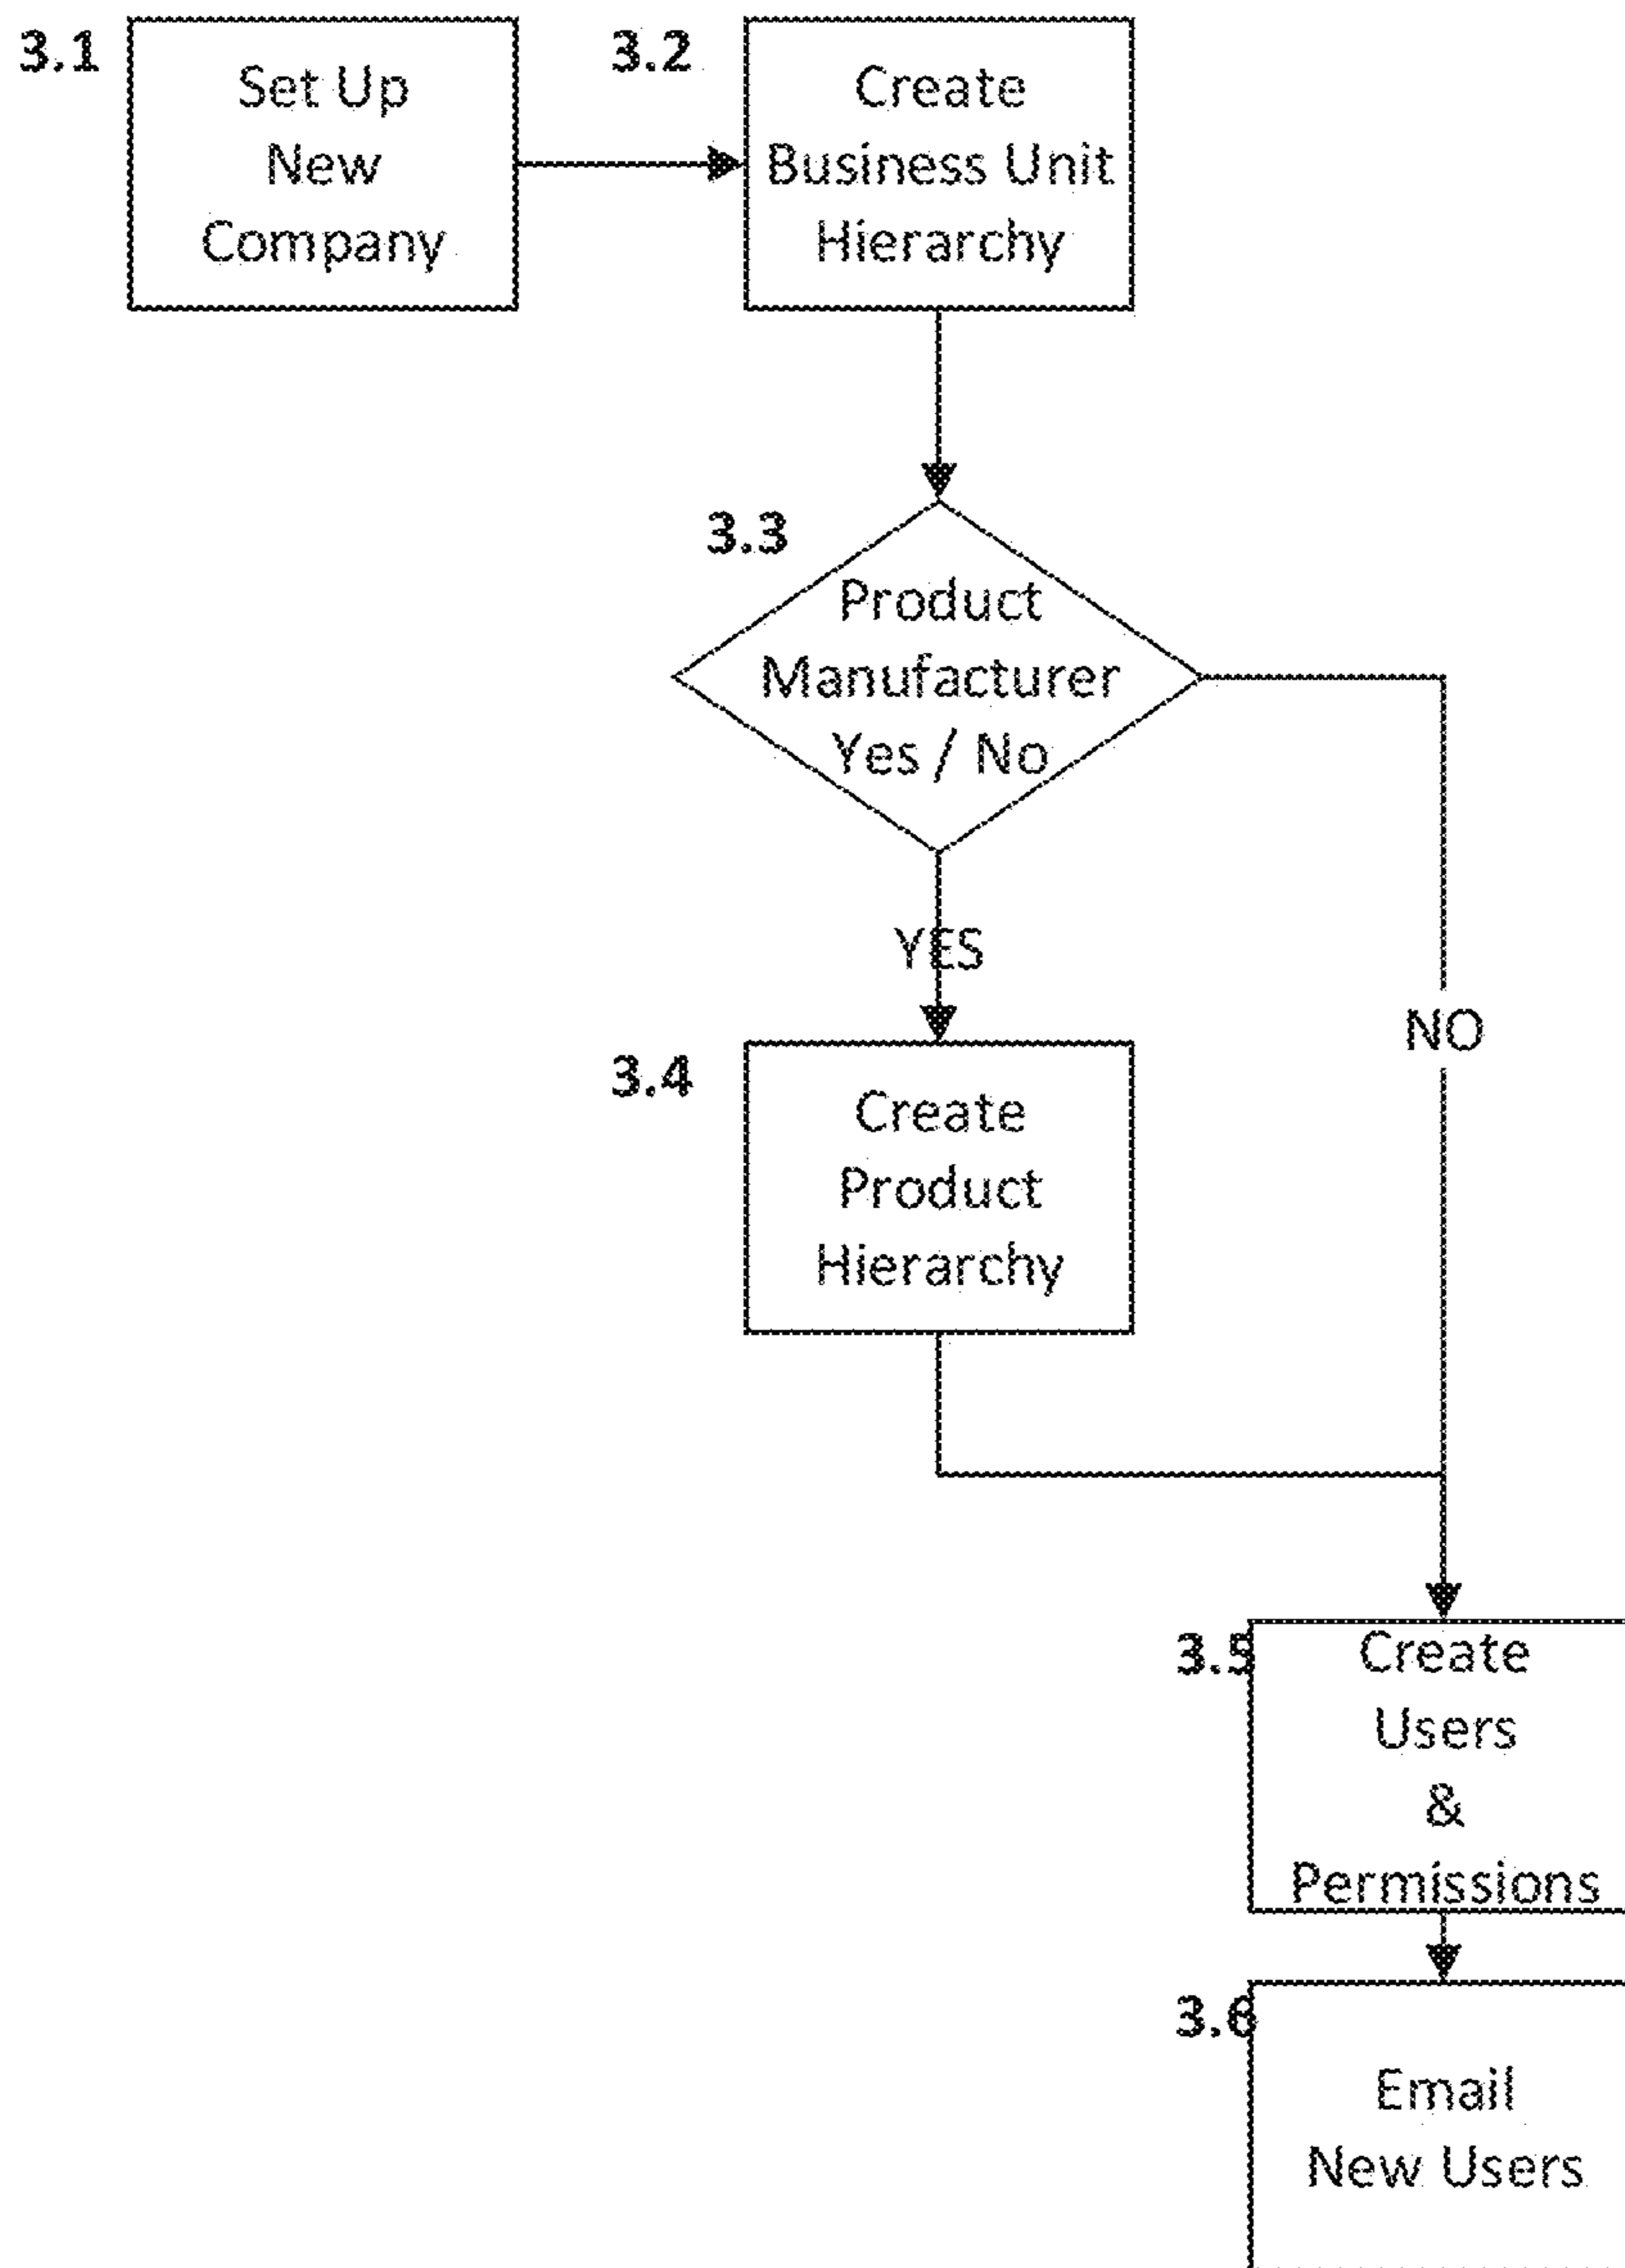 3.1
Set Up
New
Company
3.2
Create
Business Unit
Hierarchy
3.3
Product
Manufacturer
Yes / No
YES
NO
3.4
Create
Product
Hierarchy
3.5
Create
Users
&
Permissions
3.6
Email
New Users